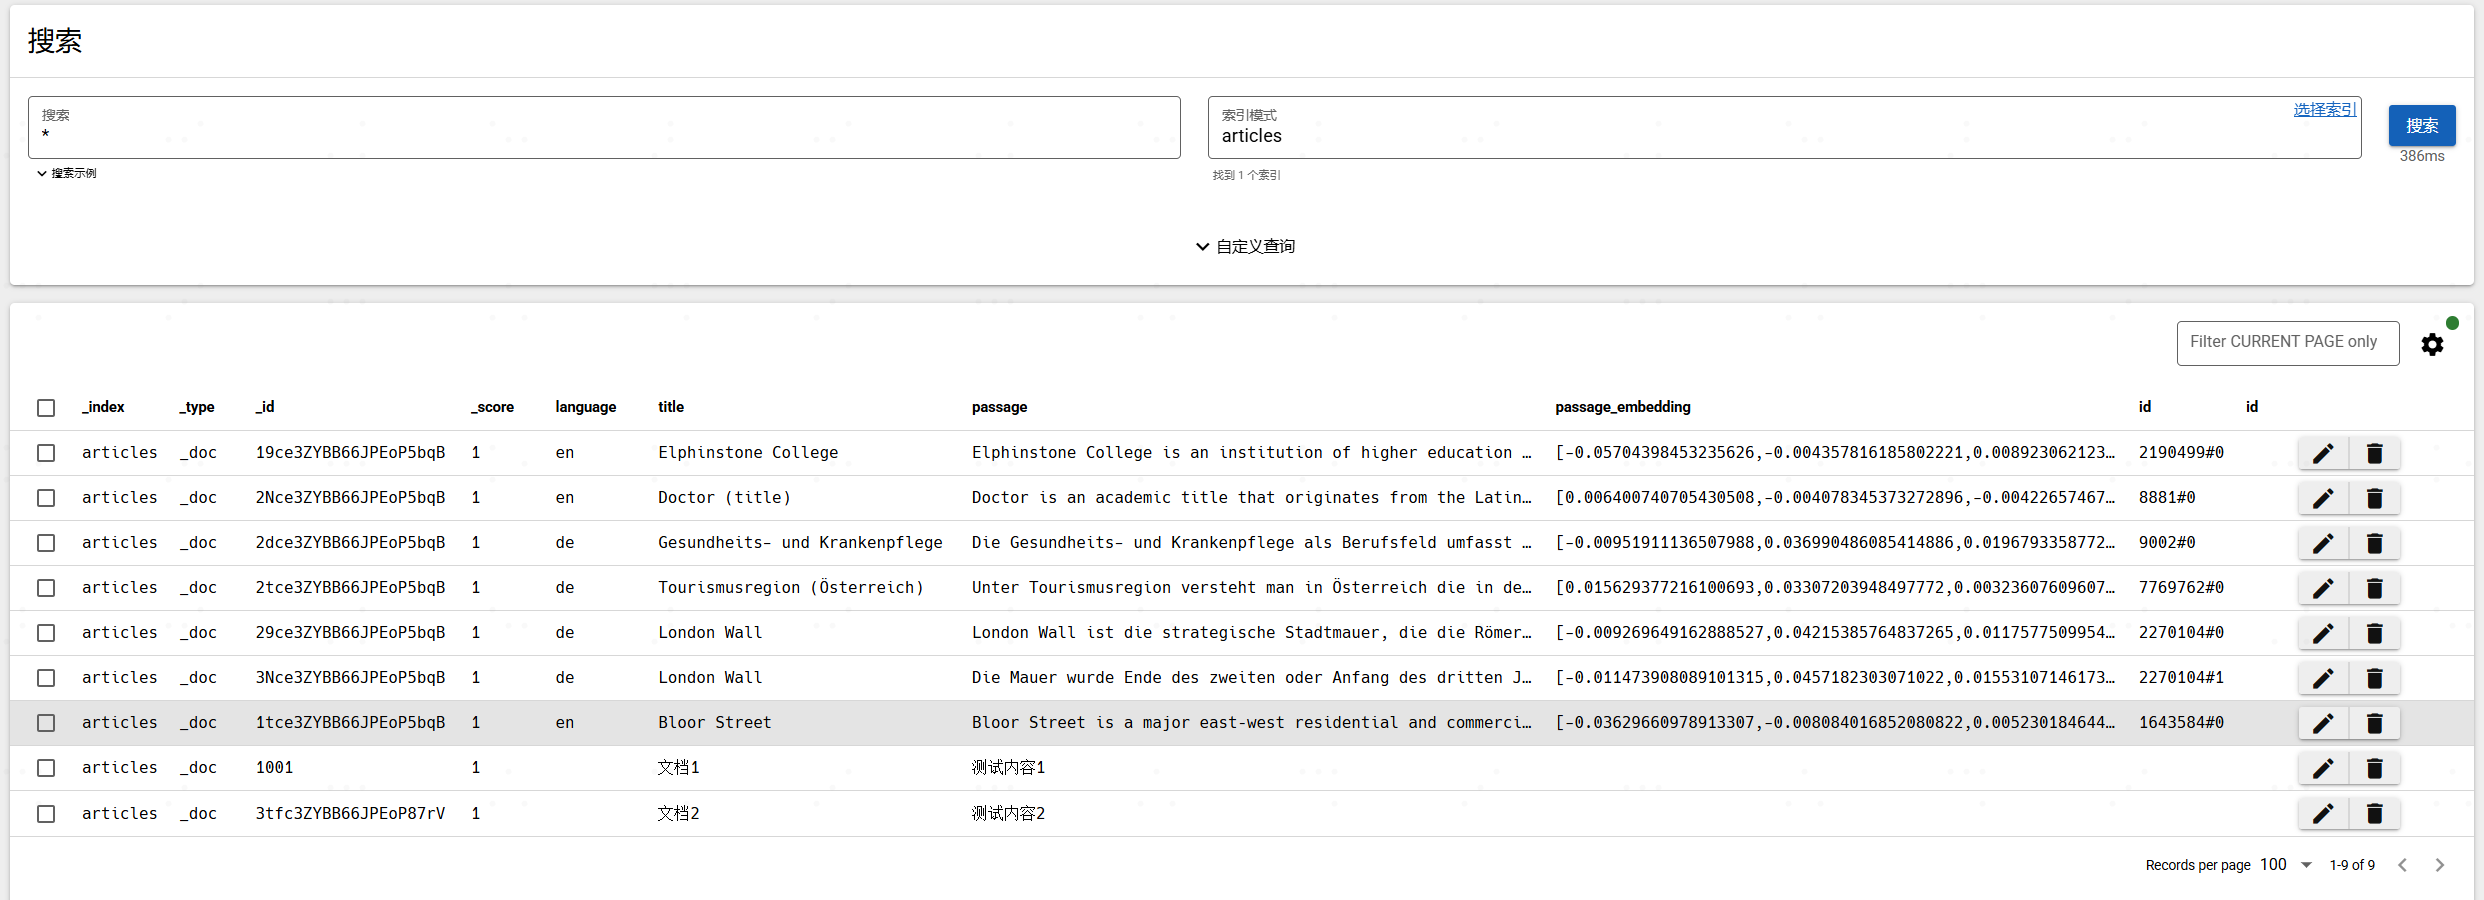 搜索
搜索
*
索引模式
articles
选择索引
搜索
386ms
搜索示例
找到 1 个索引
自定义查询
Filter CURRENT PAGE only
_index _type _id _score language title passage passage_embedding id id
articles _doc 19ce3ZYBB66JPEoP5bqB 1 en Elphinstone College Elphinstone College is an institution of higher education … [-0.05704398453235626,-0.004357816185802221,0.008923062123… 2190499#0
articles _doc 2Nce3ZYBB66JPEoP5bqB 1 en Doctor (title) Doctor is an academic title that originates from the Latin… [0.006400740705430508,-0.004078345373272896,-0.00422657467… 8881#0
articles _doc 2dce3ZYBB66JPEoP5bqB 1 de Gesundheits- und Krankenpflege Die Gesundheits- und Krankenpflege als Berufsfeld umfasst … [-0.00951911136507988,0.036990486085414886,0.0196793358772… 9002#0
articles _doc 2tce3ZYBB66JPEoP5bqB 1 de Tourismusregion (Österreich) Unter Tourismusregion versteht man in Österreich die in de… [0.015629377216100693,0.03307203948497772,0.00323607609607… 7769762#0
articles _doc 29ce3ZYBB66JPEoP5bqB 1 de London Wall London Wall ist die strategische Stadtmauer, die die Römer… [-0.009269649162888527,0.04215385764837265,0.0117577509954… 2270104#0
articles _doc 3Nce3ZYBB66JPEoP5bqB 1 de London Wall Die Mauer wurde Ende des zweiten oder Anfang des dritten J… [-0.011473908089101315,0.0457182303071022,0.01553107146173… 2270104#1
articles _doc 1tce3ZYBB66JPEoP5bqB 1 en Bloor Street Bloor Street is a major east-west residential and commerci… [-0.03629660978913307,-0.008084016852080822,0.005230184644… 1643584#0
articles _doc 1001 1 文档1 测试内容1
articles _doc 3tfc3ZYBB66JPEoP87rV 1 文档2 测试内容2
Records per page 100 1-9 of 9